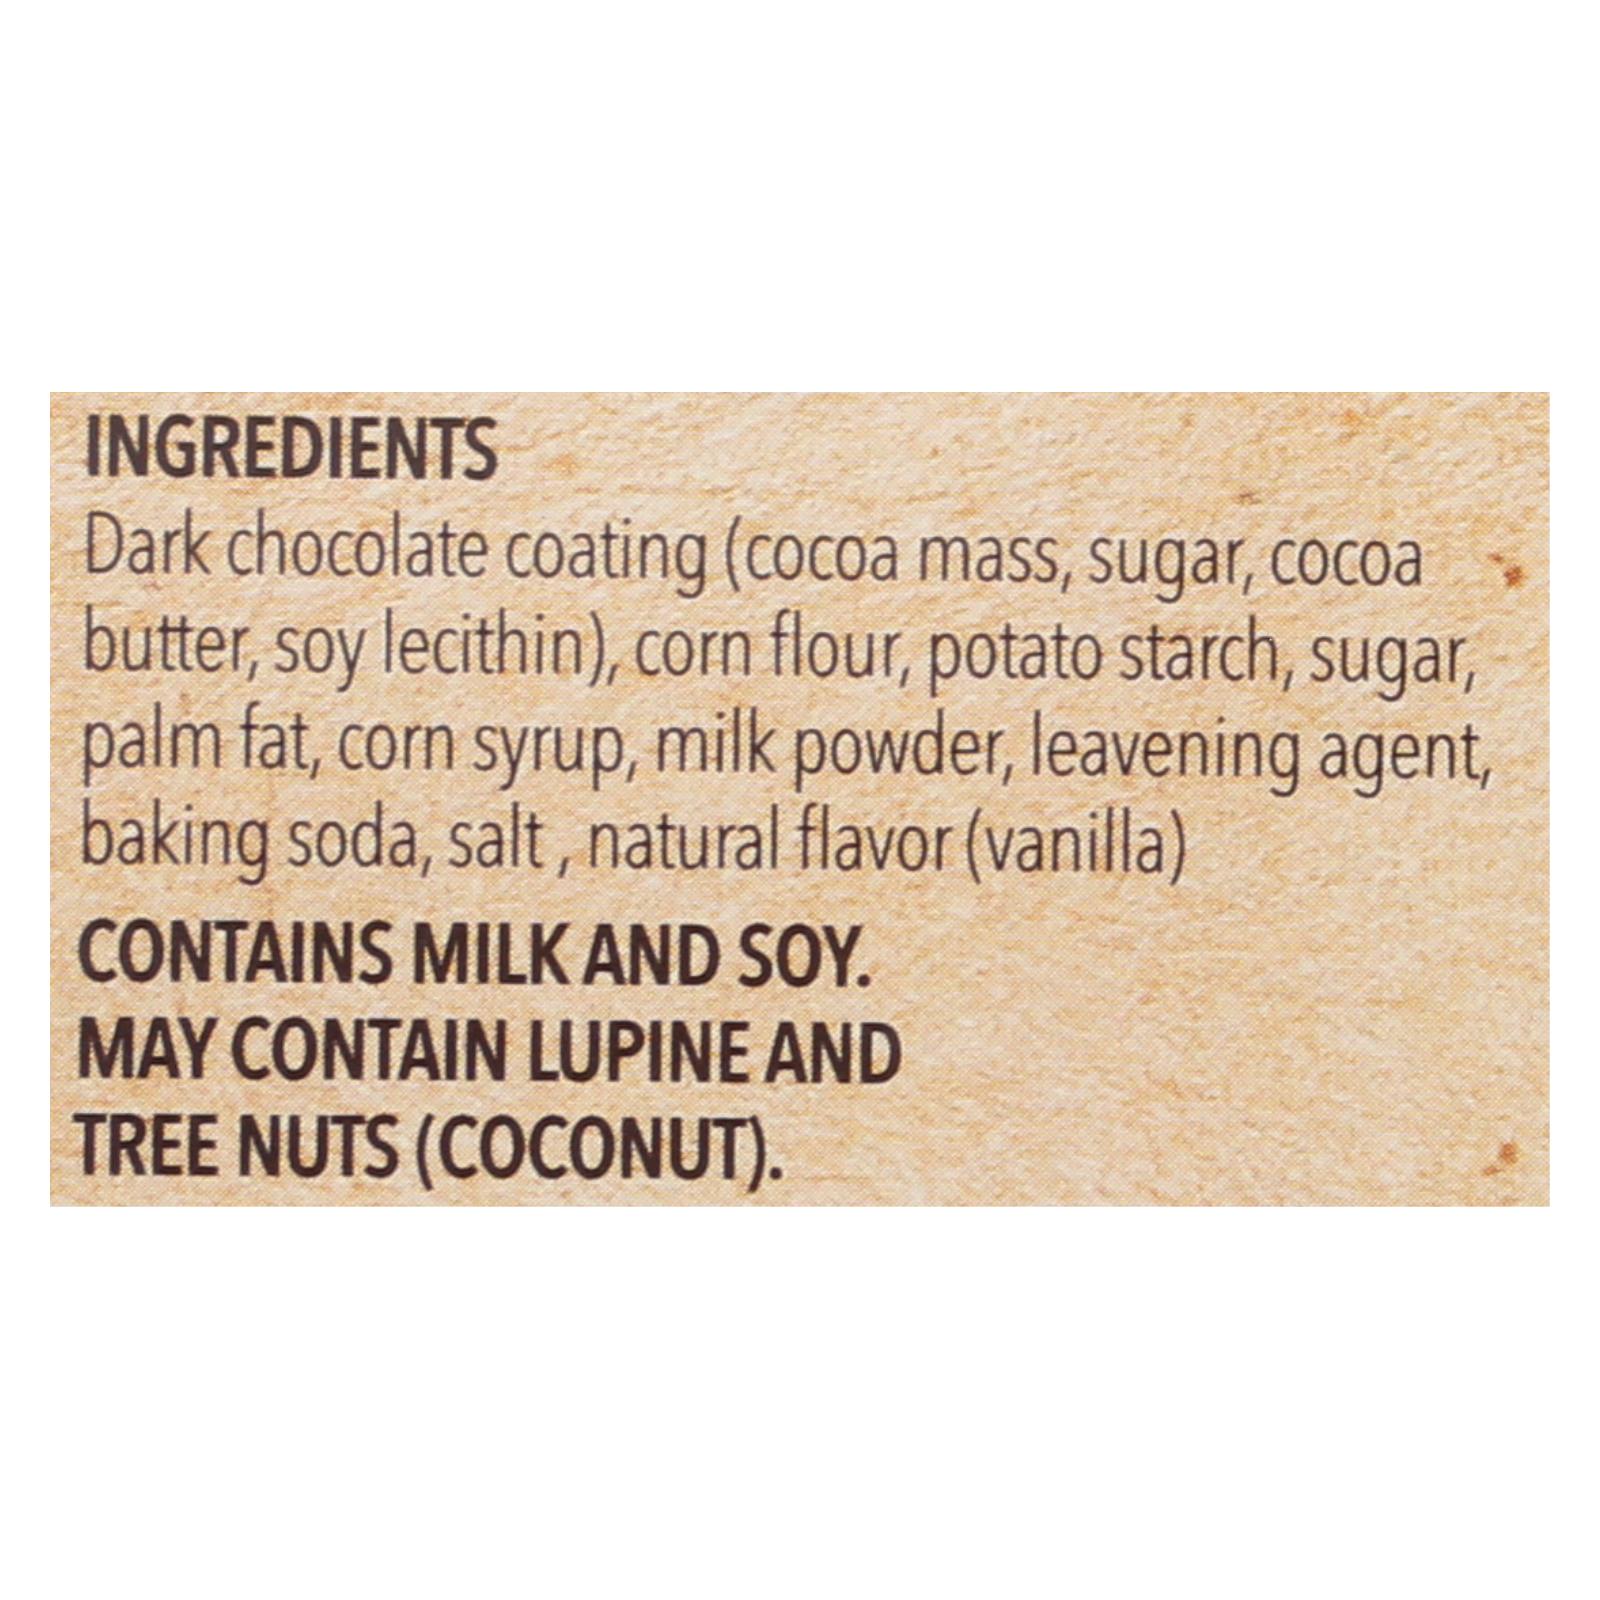 INGREDIENTS
Dark chocolate coating (cocoa mass, sugar, cocoa
butter, soy lecithin), corn flour, potato starch, sugar,
palm fat, corn syrup, milk powder, leavening agent,
baking soda, salt , natural flavor (vanilla)
CONTAINS MILK AND SOY.
MAY CONTAIN LUPINE AND
TREE NUTS (COCONUT).